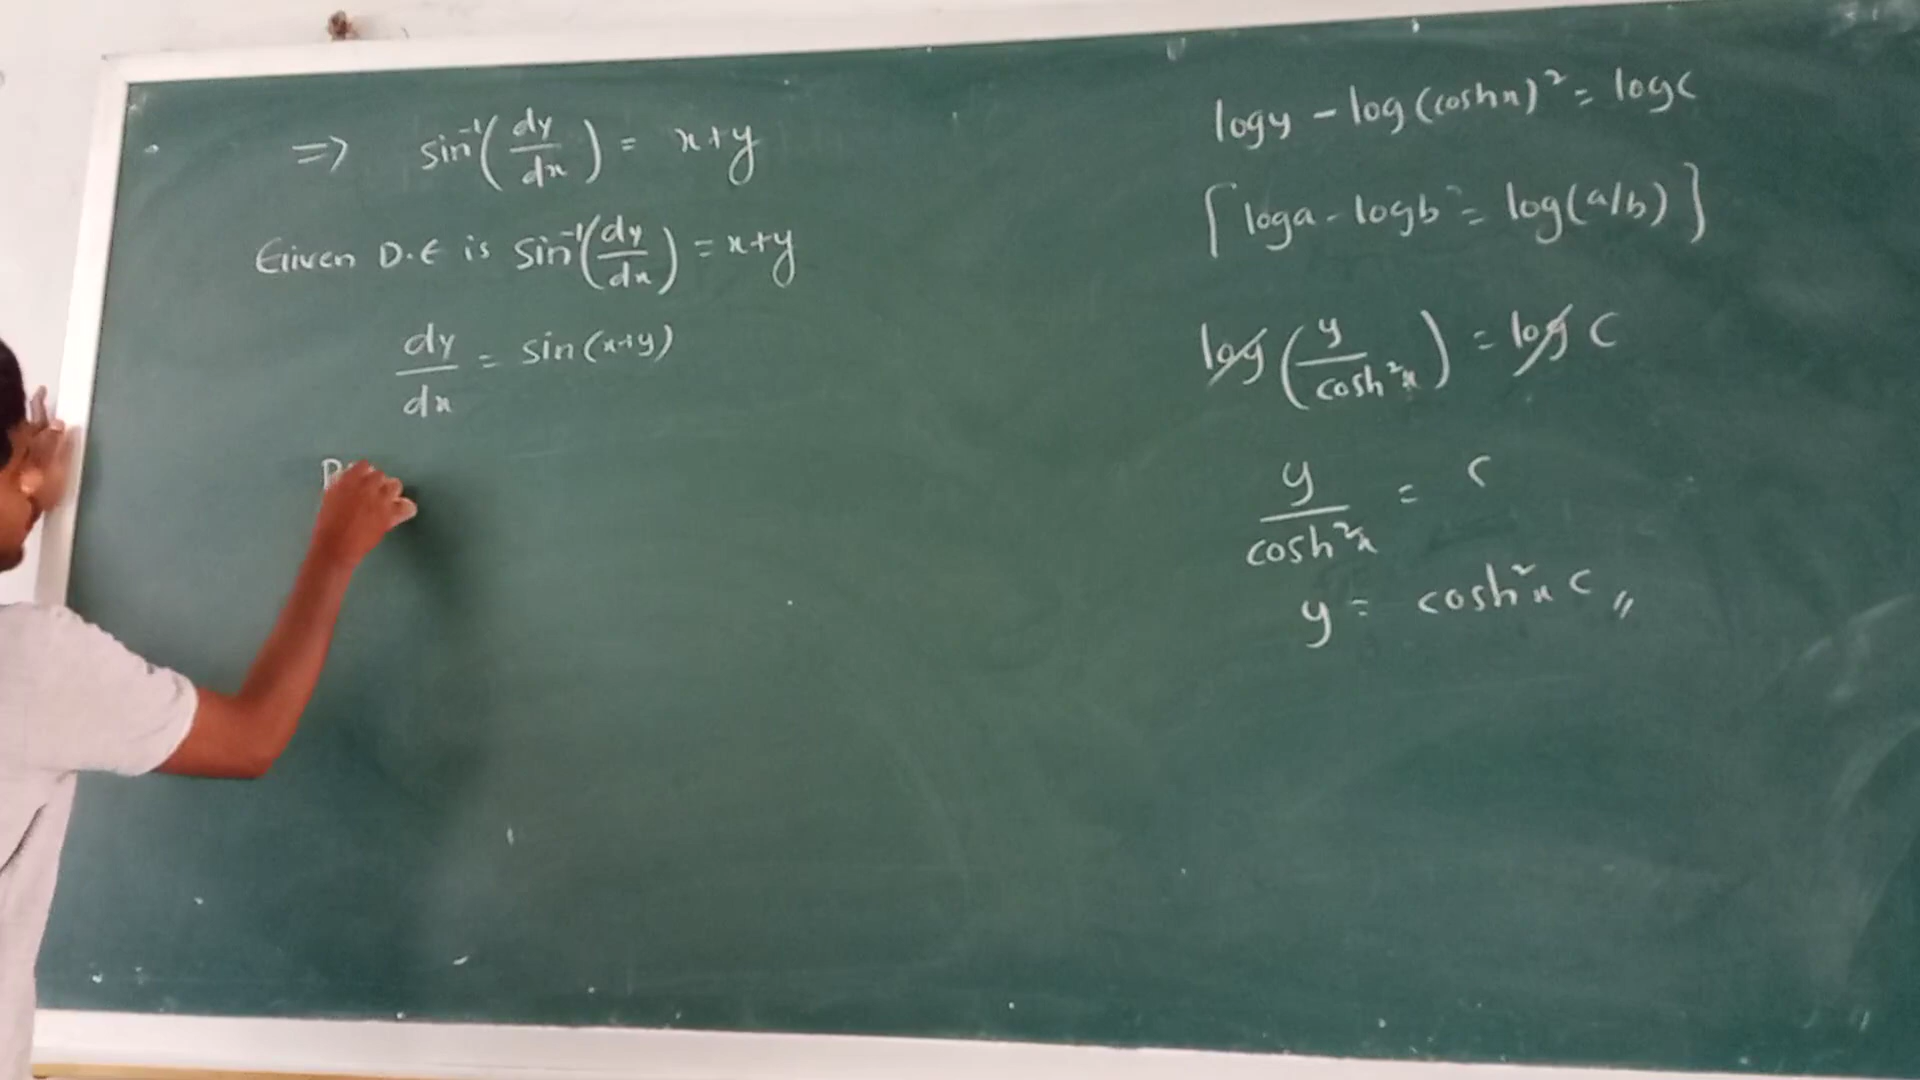 => sin⁻¹(dy/dx) = x+y
Given D.E is sin⁻¹(dy/dx) = x+y
dy/dx = sin(x+y)
logy - log(coshx)² = logc
[loga - logb = log(a/b)]
log(y/cosh²x) = log c
y/cosh²x = c
y = cosh²x c //